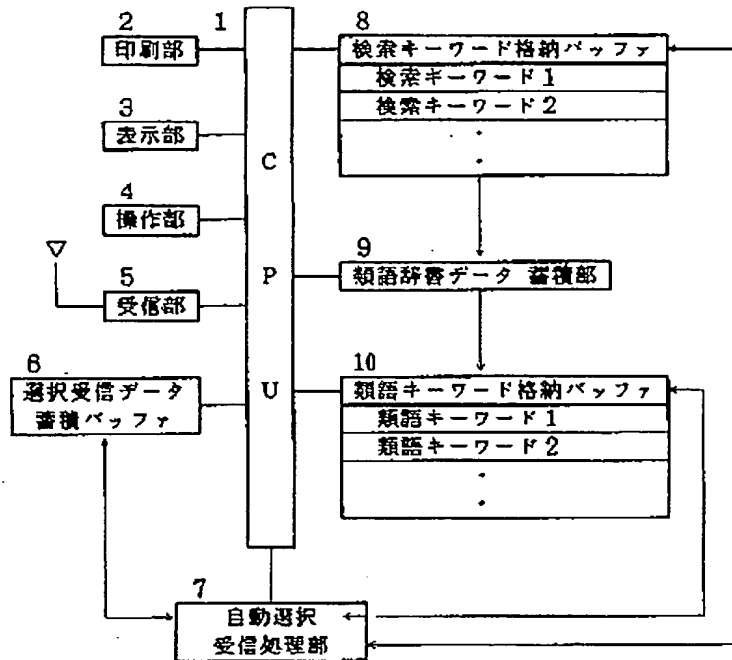 2
印刷部
3
表示部
4
操作部
5
受信部
6
選択受信データ
蓄積バッファ
1
C
P
U
8
検索キーワード格納バッファ
検索キーワード1
検索キーワード2
9
類語辞書データ 蓄積部
10
類語キーワード格納バッファ
類語キーワード1
類語キーワード2
7
自動選択
受信処理部